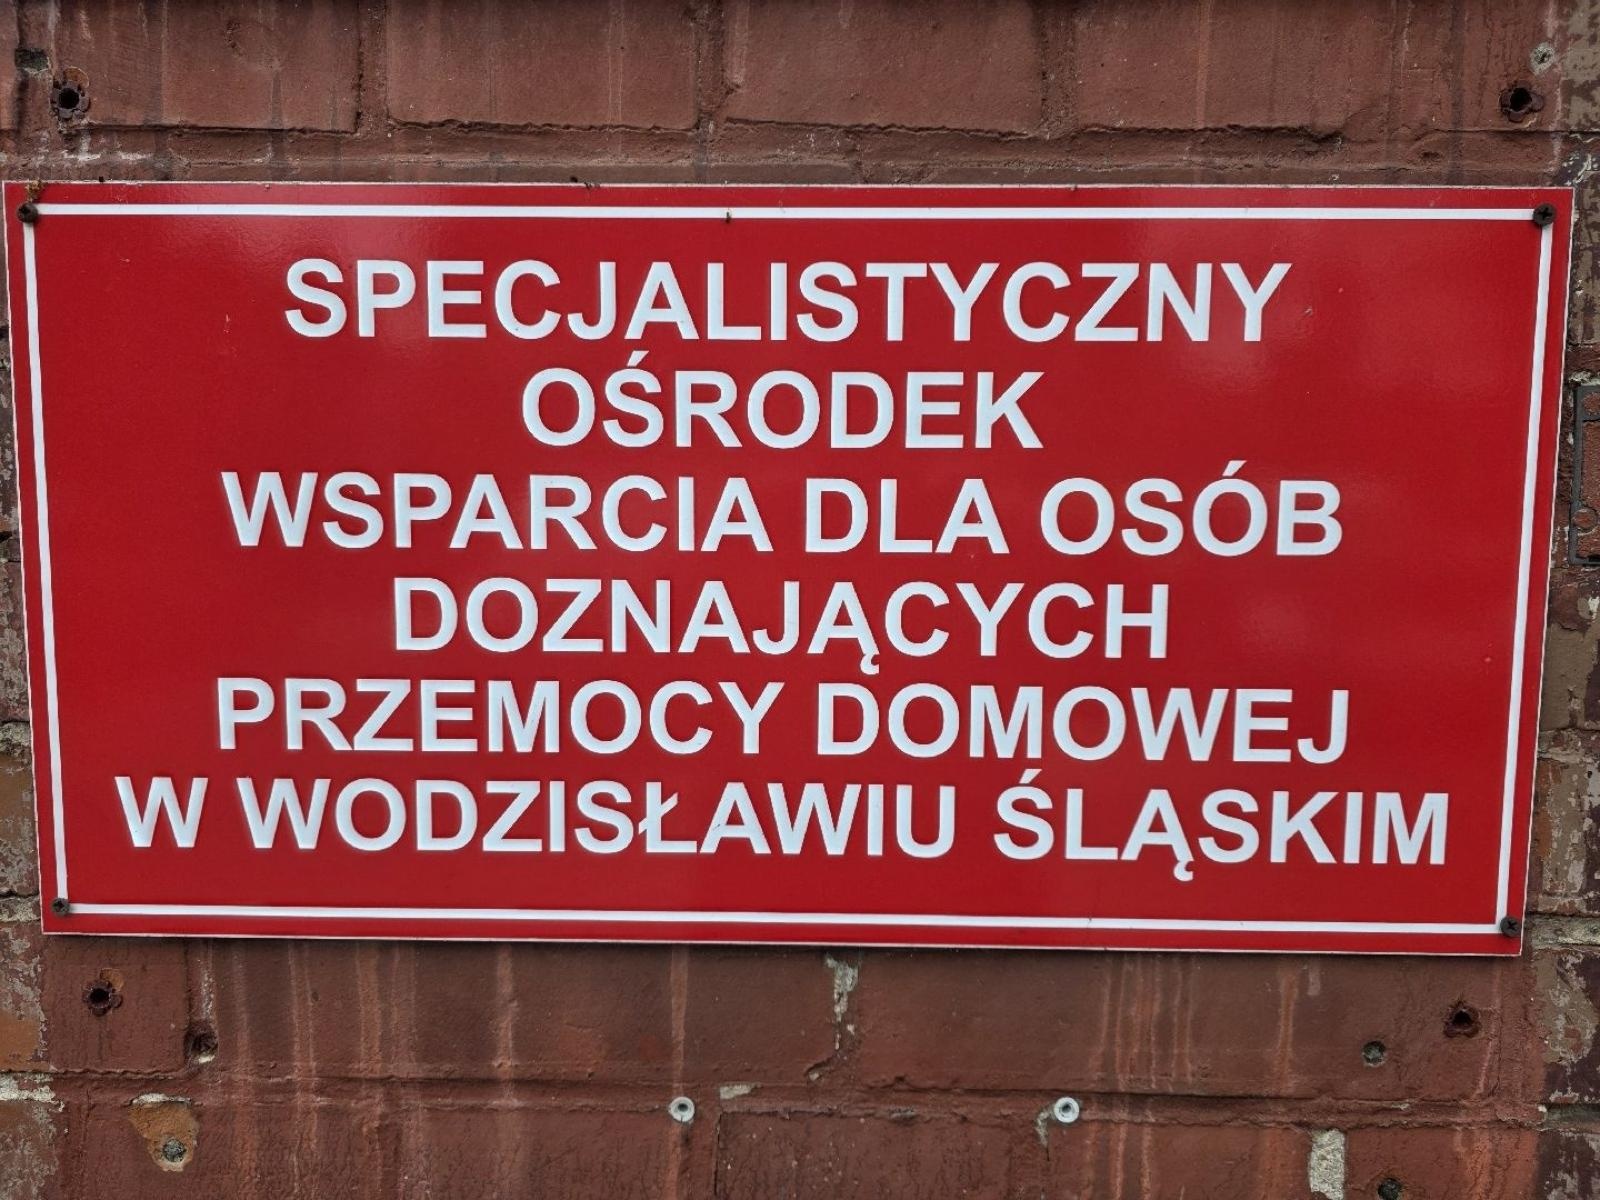 SPECJALISTYCZNY
OŚRODEK
WSPARCIA DLA OSÓB
DOZNAJĄCYCH
PRZEMOCY DOMOWEJ
W WODZISŁAWIU ŚLĄSKIM